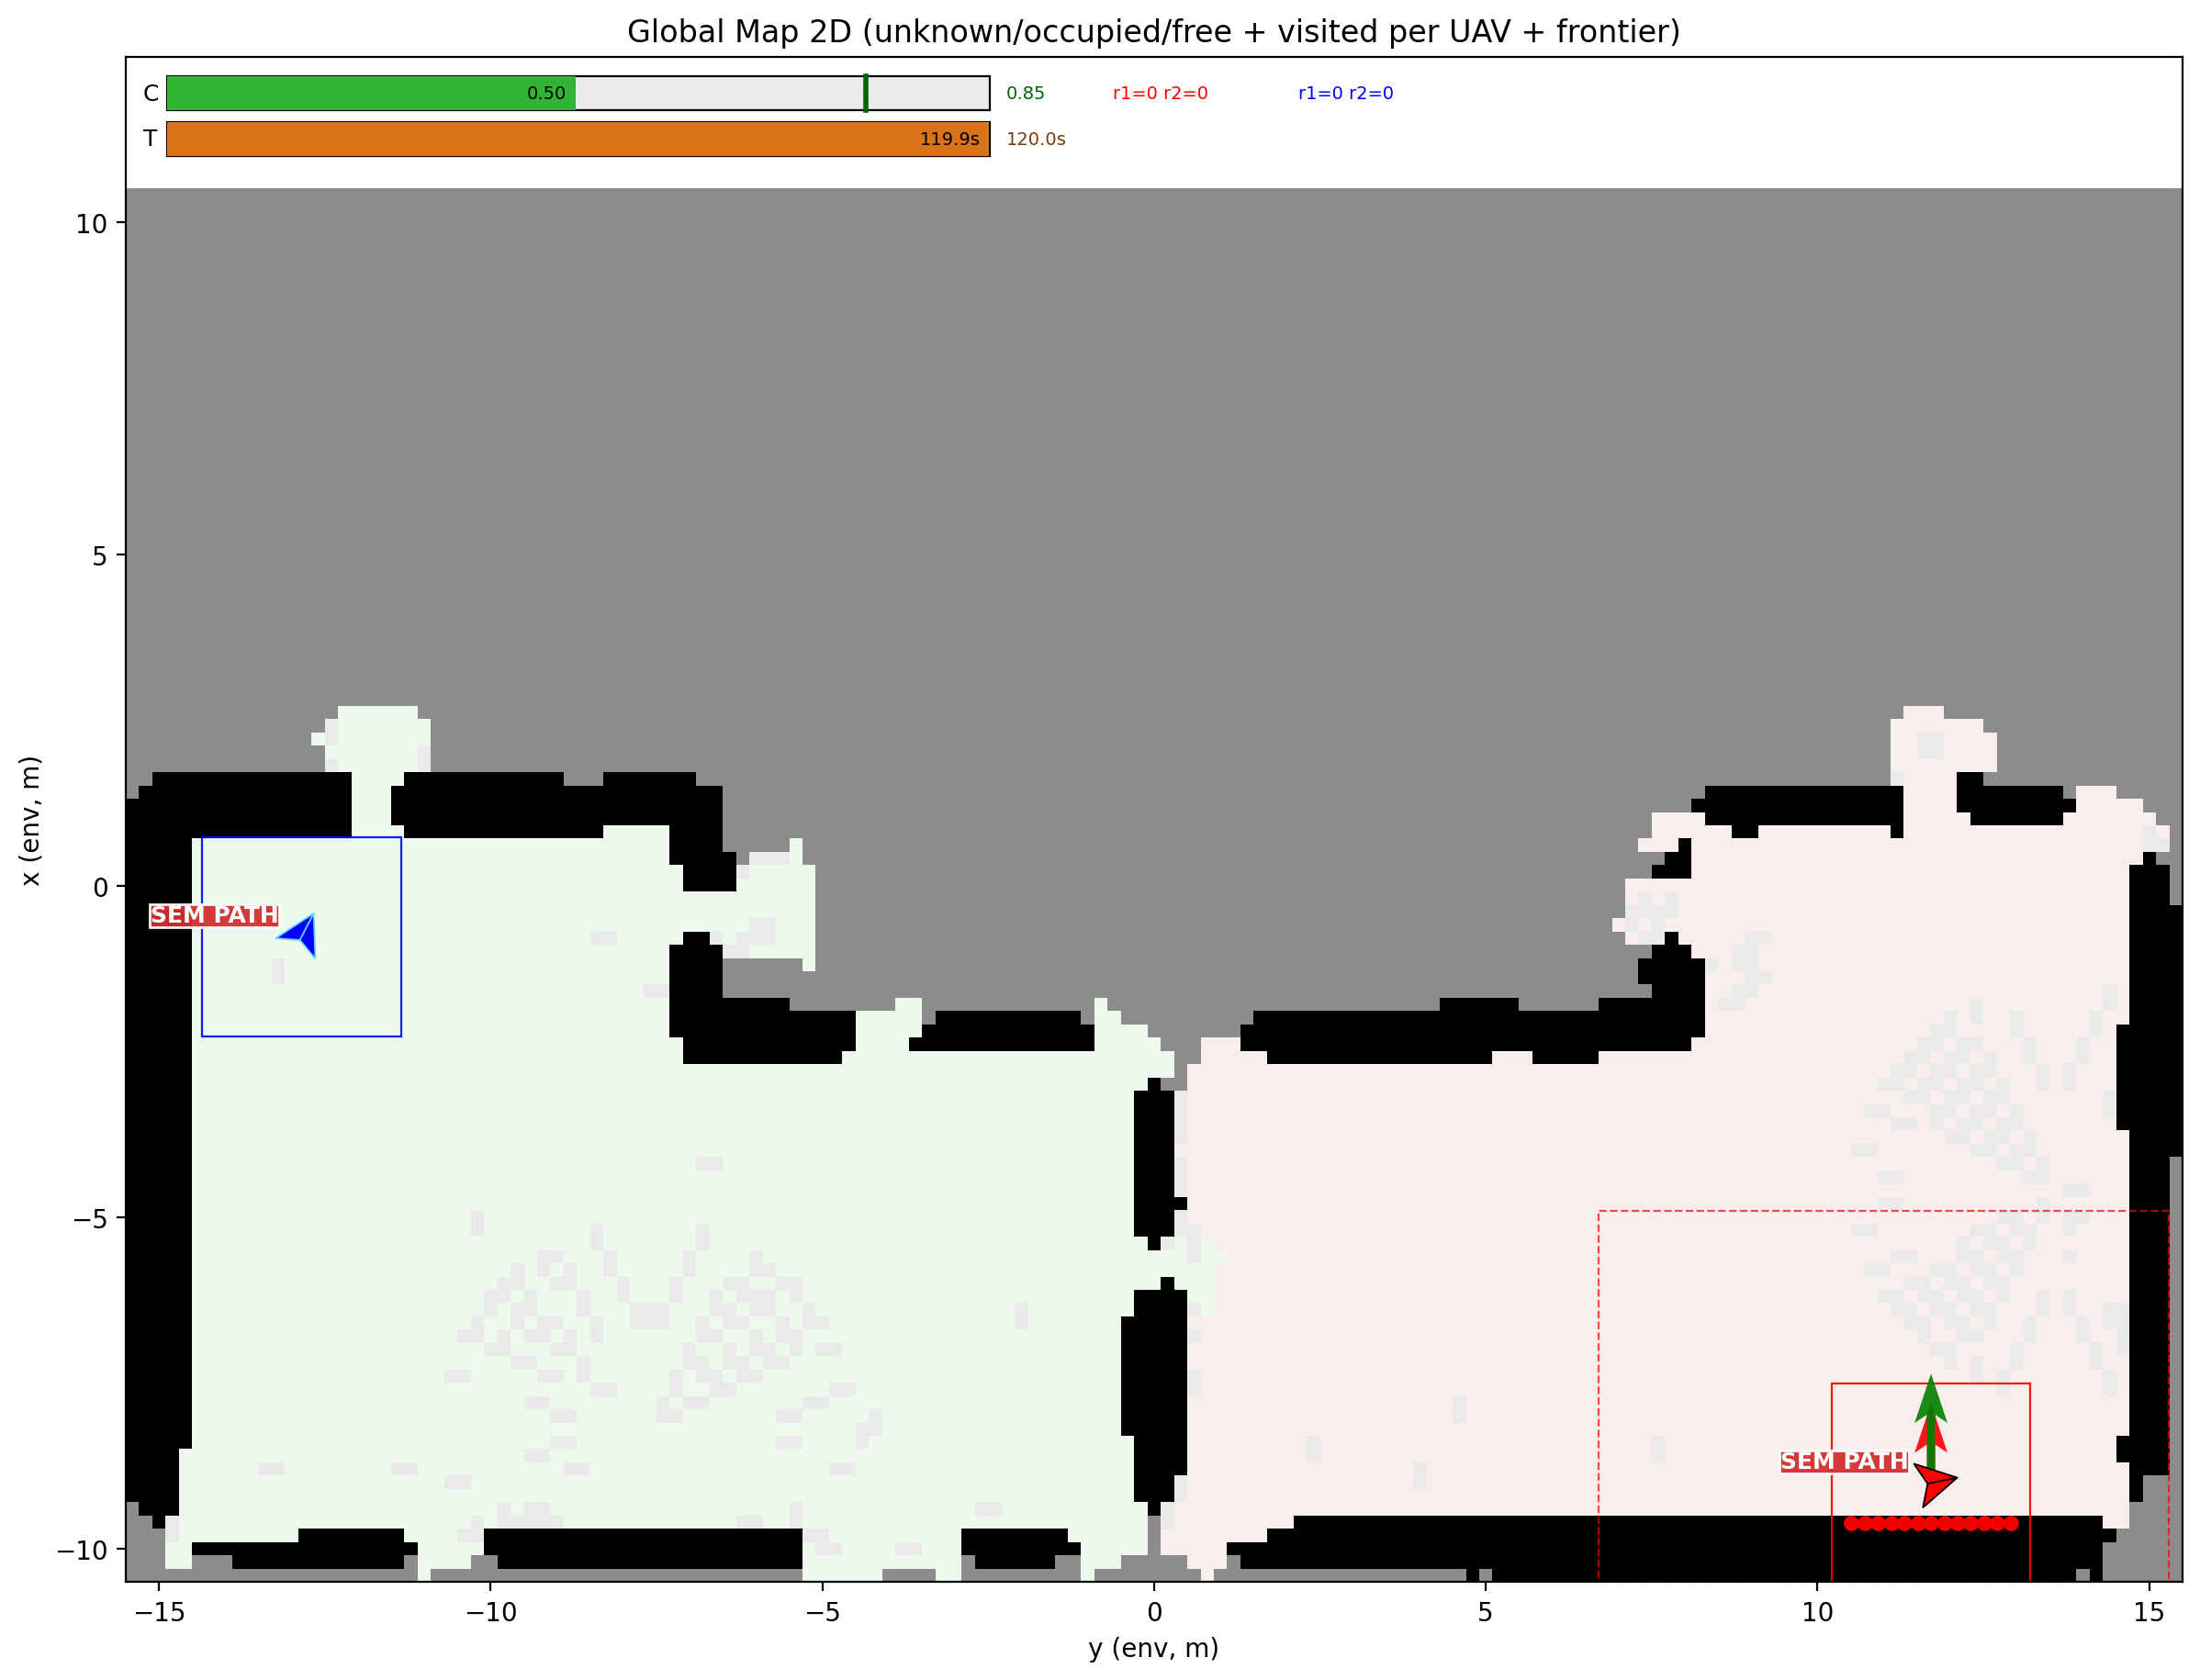 Global Map 2D (unknown/occupied/free + visited per UAV + frontier)
C 0.50 0.85 r1=0 r2=0 r1=0 r2=0
T 119.9s 120.0s
10
5
0
−5
−10
x (env, m)
SEM PATH
SEM PATH
−15 −10 −5 0 5 10 15
y (env, m)